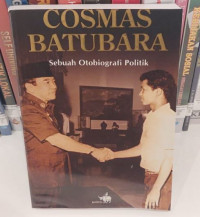 COSMAS
BATUBARA
Sebuah Otobiografi Politik